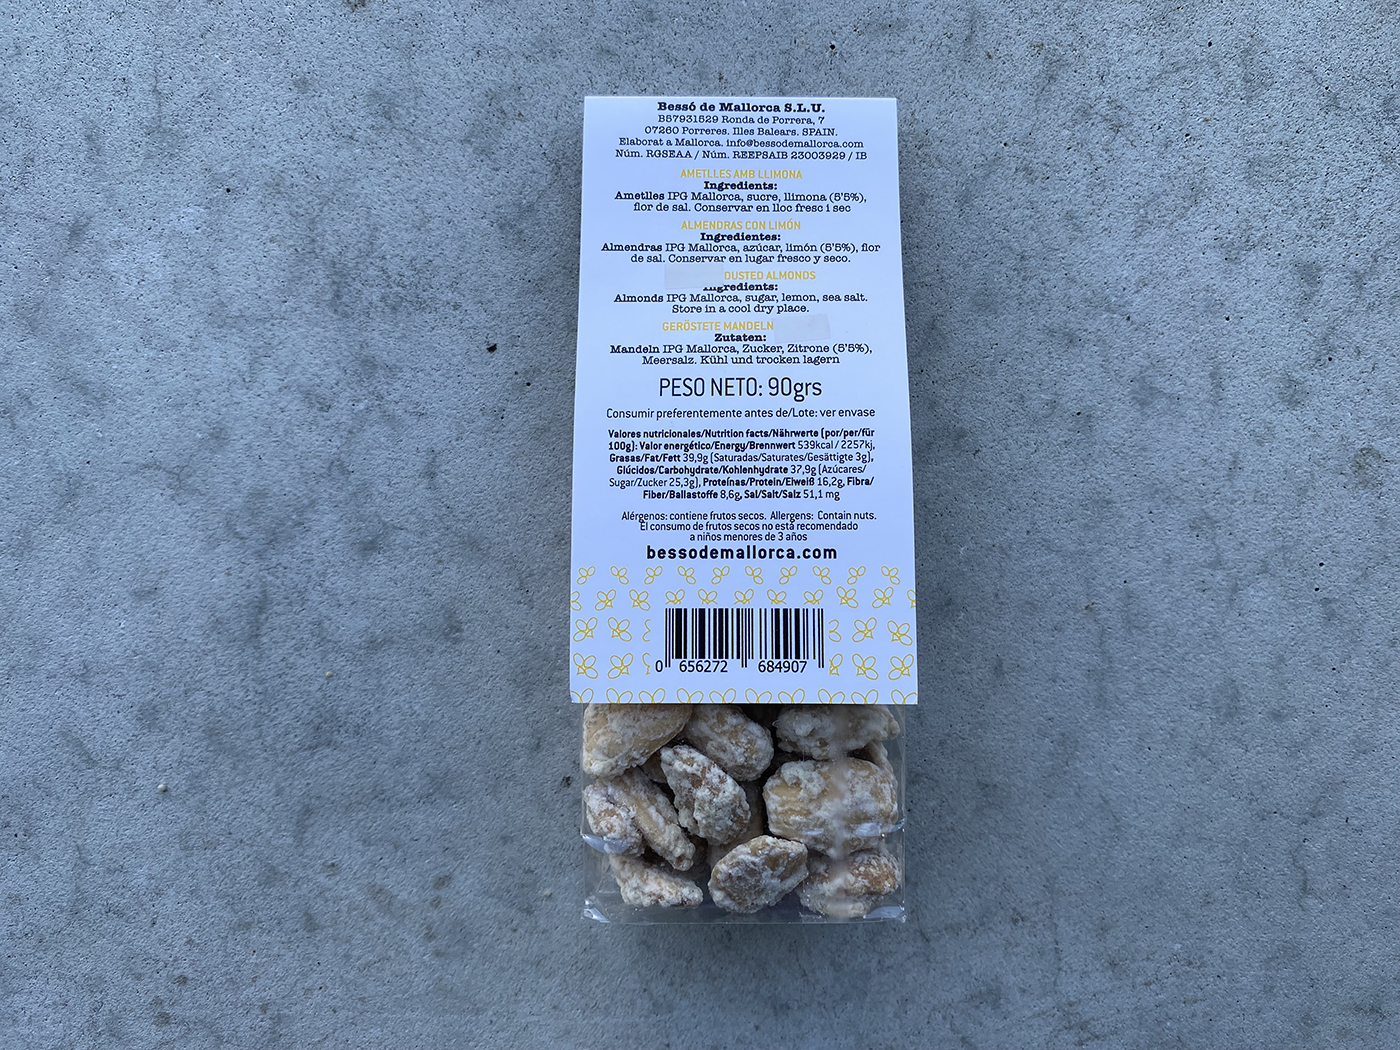 Bessó de Mallorca S.L.U.
B57931529 Ronda de Porrera, 7
07260 Porreres. Illes Balears. SPAIN.
Elaborat a Mallorca. info@bessodemallorca.com
Núm. RGSEAA / Núm. REEPSAIB 23003929 / IB
AMETLLES AMB LLIMONA
Ingredients:
Ametlles IPG Mallorca, sucre, llimona (5'5%),
flor de sal. Conservar en lloc fresc i sec
ALMENDRAS CON LIMÓN
Ingredientes:
Almendras IPG Mallorca, azúcar, limón (5'5%), flor
de sal. Conservar en lugar fresco y seco.
OUSTED ALMONDS
Ingredients:
Almonds IPG Mallorca, sugar, lemon, sea salt.
Store in a cool dry place.
GERÖSTETE MANDELN
Zutaten:
Mandeln IPG Mallorca, Zucker, Zitrone (5'5%),
Meersalz. Kühl und trocken lagern
PESO NETO: 90grs
Consumir preferentemente antes de/Lote: ver envase
Valores nutricionales/Nutrition facts/Nährwerte (por/per/für
100g): Valor energético/Energy/Brennwert 539kcal / 2257kj,
Grasas/Fat/Fett 39,9g (Saturadas/Saturates/Gesättigte 3g),
Glúcidos/Carbohydrate/Kohlenhydrate 37,9g (Azúcares/
Sugar/Zucker 25,3g), Proteínas/Protein/Eiweiß 16,2g, Fibra/
Fiber/Ballastoffe 8,6g, Sal/Salt/Salz 51,1 mg
Alérgenos: contiene frutos secos. Allergens: Contain nuts.
El consumo de frutos secos no está recomendado
a niños menores de 3 años
bessodemallorca.com
0 656272 684907